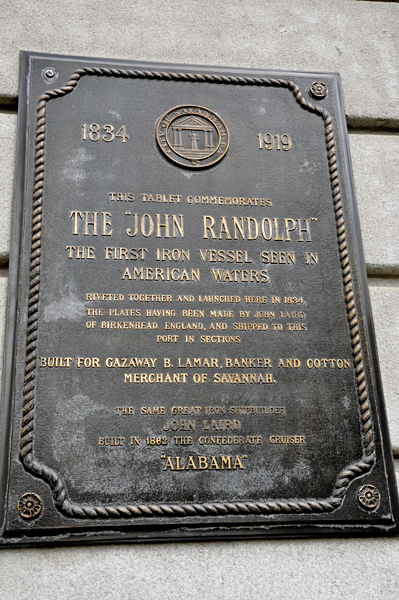 1834 1919
THIS TABLET COMMEMORATES
THE "JOHN RANDOLPH"
THE FIRST IRON VESSEL SEEN IN
AMERICAN WATERS
RIVETED TOGETHER AND LAUNCHED HERE IN 1834,
THE PLATES HAVING BEEN MADE BY JOHN LAIRD
OF BIRKENHEAD ENGLAND, AND SHIPPED TO THIS
PORT IN SECTIONS
BUILT FOR GAZAWAY B. LAMAR, BANKER AND COTTON
MERCHANT OF SAVANNAH.
THE SAME GREAT IRON SHIPBUILDER
JOHN LAIRD
BUILT IN 1862 THE CONFEDERATE CRUISER
"ALABAMA"